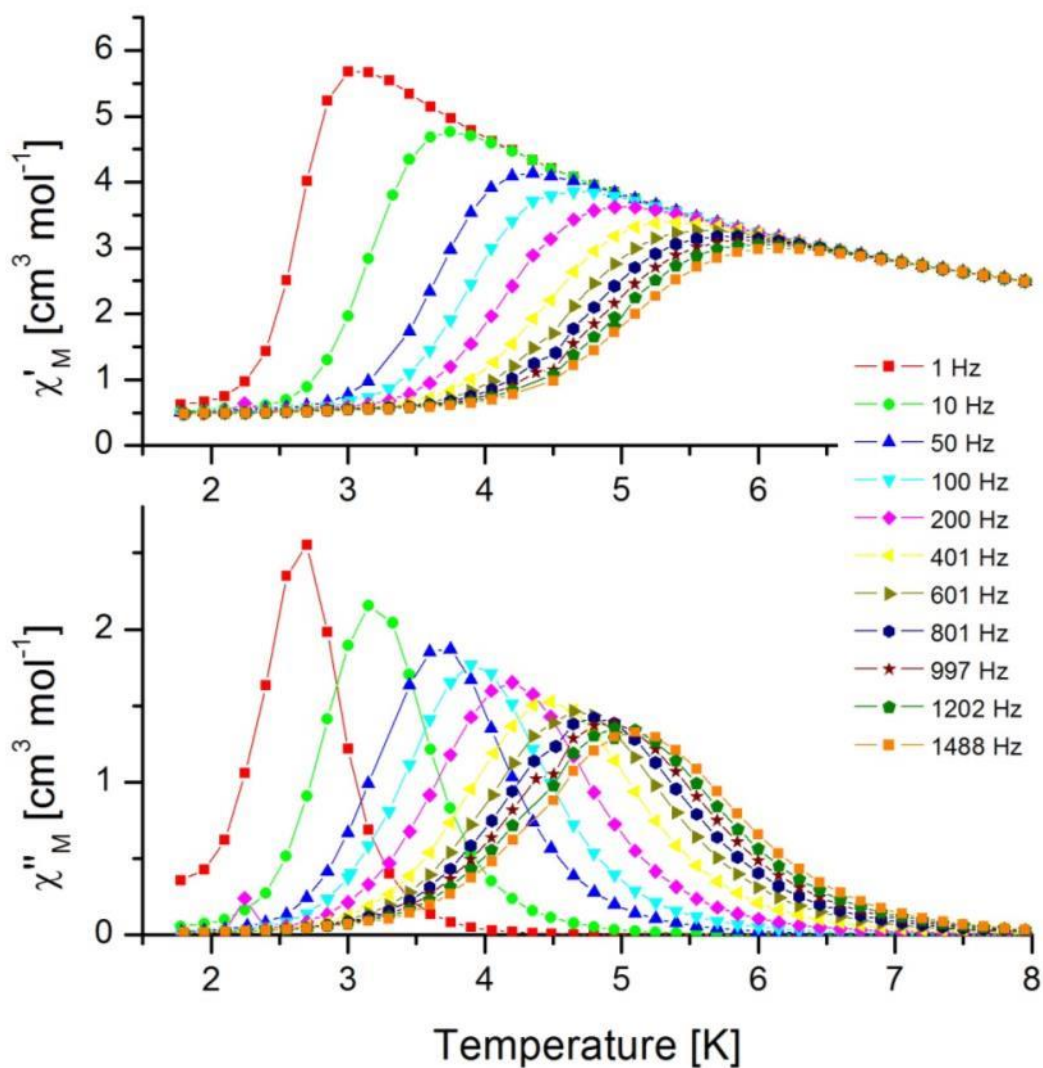 6
5
4
3
2
1
0
χ'M [cm³ mol⁻¹]
2 3 4 5 6
1 Hz
10 Hz
50 Hz
100 Hz
200 Hz
401 Hz
601 Hz
801 Hz
997 Hz
1202 Hz
1488 Hz
2
1
0
χ''M [cm³ mol⁻¹]
2 3 4 5 6 7 8
Temperature [K]